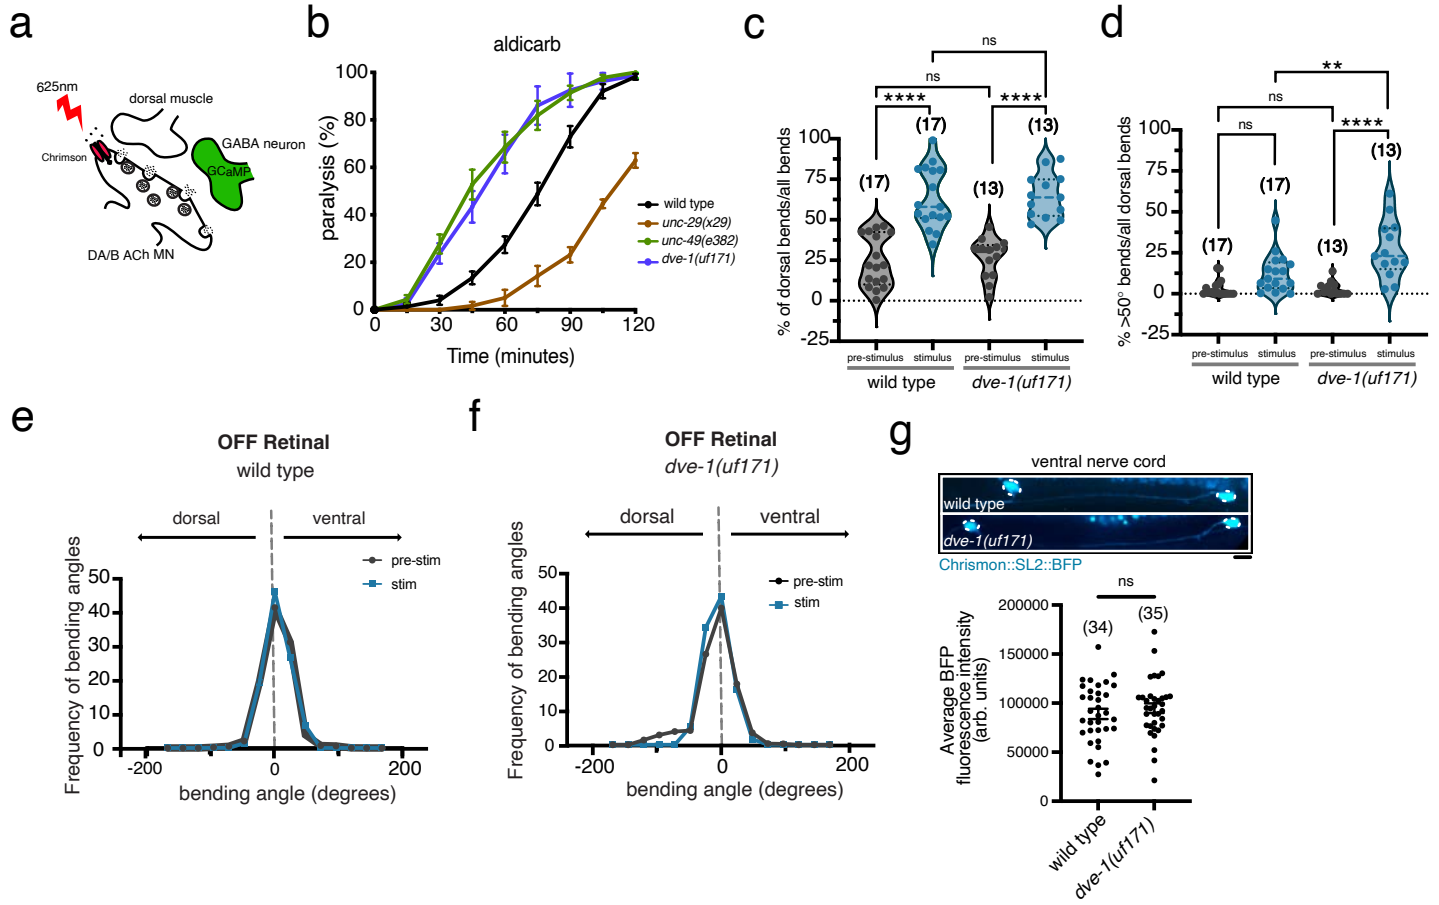 a
625nm
dorsal muscle
Chrimson
GABA neuron
GCaMP
DA/B ACh MN
b
aldicarb
paralysis (%)
100
80
60
40
20
0
0
30
60
90
120
Time (minutes)
wild type
unc-29(x29)
unc-49(e382)
dve-1(uf171)
c
% of dorsal bends/all bends
100
75
50
25
0
-25
ns
ns
****
****
(17)
(17)
(13)
(13)
pre-stimulus
stimulus
pre-stimulus
stimulus
wild type
dve-1(uf171)
d
% >50° bends/all dorsal bends
100
75
50
25
0
-25
**
ns
ns
****
(17)
(17)
(13)
(13)
pre-stimulus
stimulus
pre-stimulus
stimulus
wild type
dve-1(uf171)
e
OFF Retinal
wild type
dorsal
ventral
pre-stim
stim
Frequency of bending angles
50
40
30
20
10
0
-200
0
200
bending angle (degrees)
f
OFF Retinal
dve-1(uf171)
dorsal
ventral
pre-stim
stim
Frequency of bending angles
50
40
30
20
10
0
-200
0
200
bending angle (degrees)
g
ventral nerve cord
wild type
dve-1(uf171)
Chrismon::SL2::BFP
ns
(34)
(35)
Average BFP
fluorescence intensity
(arb. units)
200000
150000
100000
50000
0
wild type
dve-1(uf171)